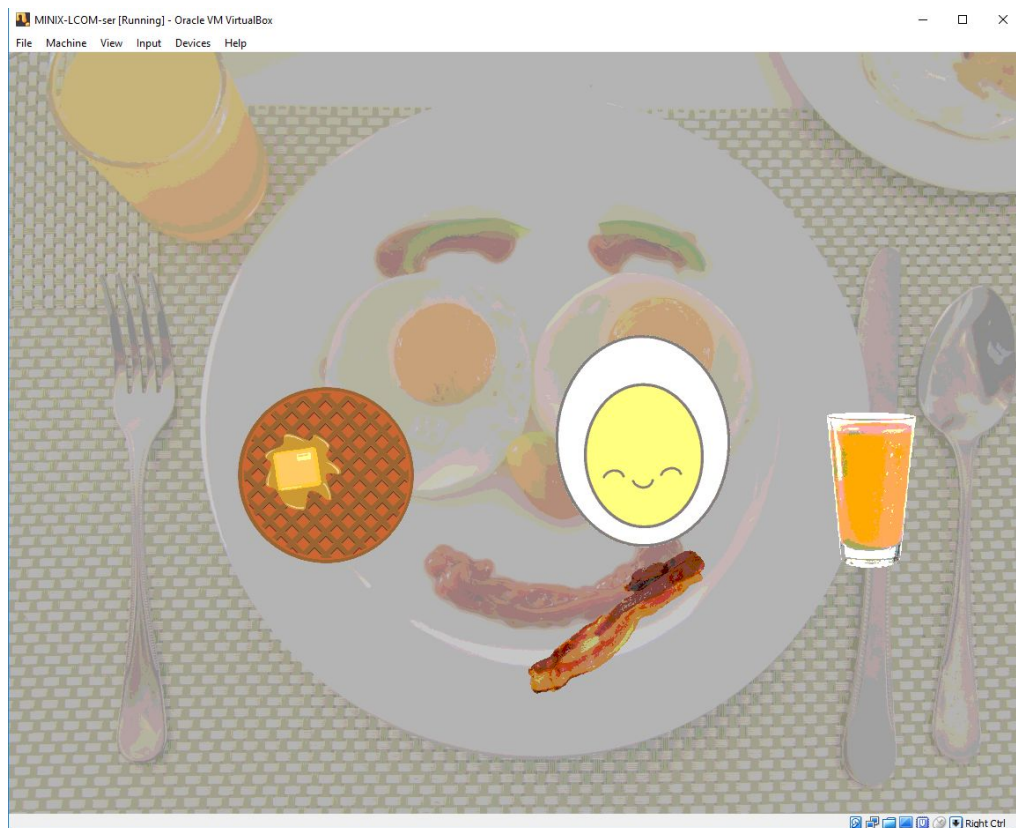 MINIX-LCOM-ser [Running] - Oracle VM VirtualBox
File Machine View Input Devices Help
Right Ctrl